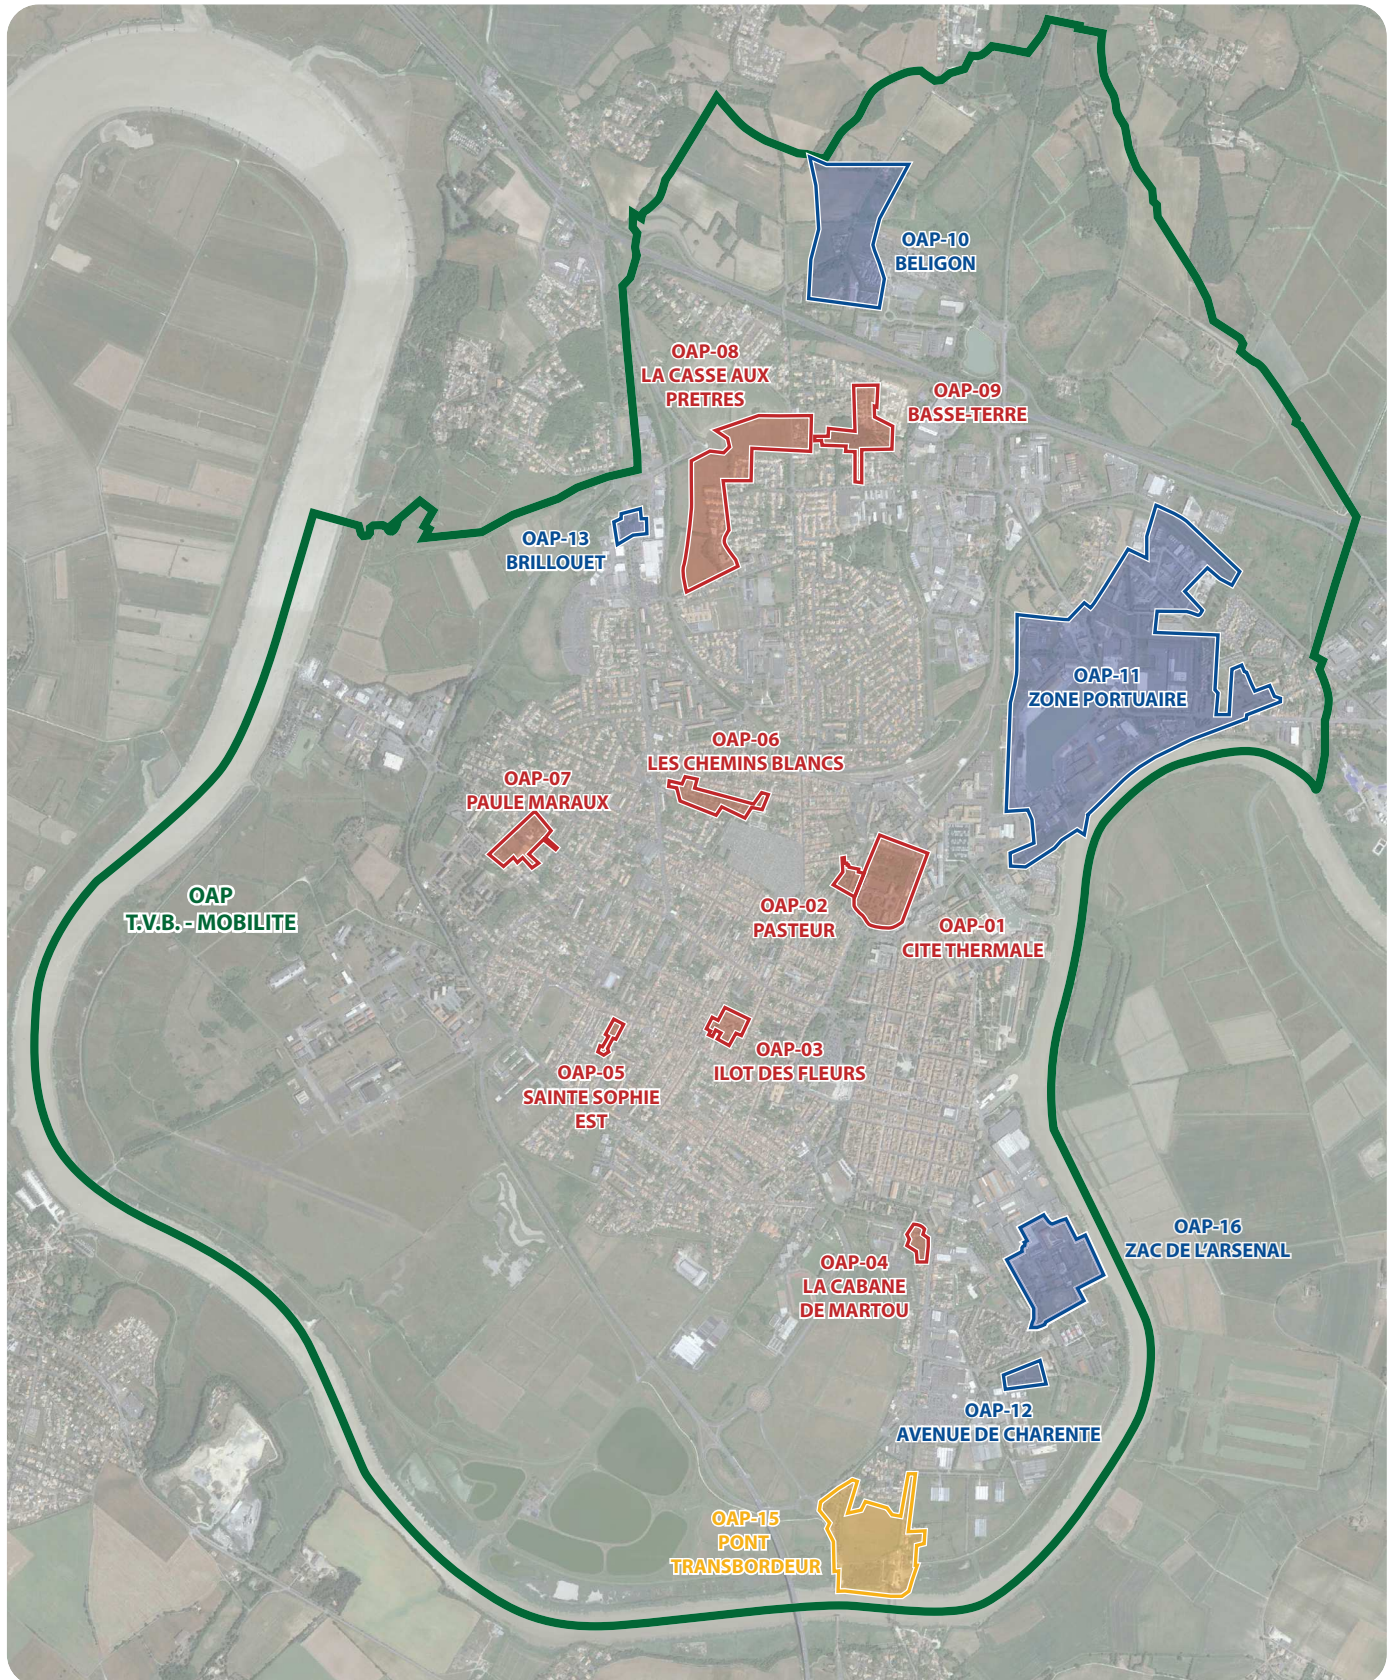 OAP-10
BELIGON
OAP-08
LA CASSE AUX
PRETRES
OAP-09
BASSE-TERRE
OAP-13
BRILLOUET
OAP-11
ZONE PORTUAIRE
OAP-06
LES CHEMINS BLANCS
OAP-07
PAULE MARAUX
OAP
T.V.B. - MOBILITE
OAP-02
PASTEUR
OAP-01
CITE THERMALE
OAP-03
ILOT DES FLEURS
OAP-05
SAINTE SOPHIE
EST
OAP-16
ZAC DE L'ARSENAL
OAP-04
LA CABANE
DE MARTOU
OAP-12
AVENUE DE CHARENTE
OAP-15
PONT
TRANSBORDEUR